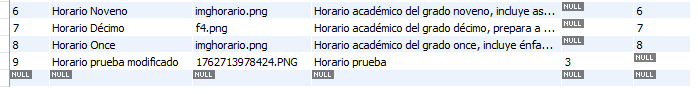 6 Horario Noveno imghorario.png Horario académico del grado noveno, incluye as... NULL 6
7 Horario Décimo f4.png Horario académico del grado décimo, prepara a ... NULL 7
8 Horario Once imghorario.png Horario académico del grado once, incluye énfa... NULL 8
9 Horario prueba modificado 1762713978424.PNG Horario prueba 3 NULL
NULL NULL NULL NULL NULL NULL